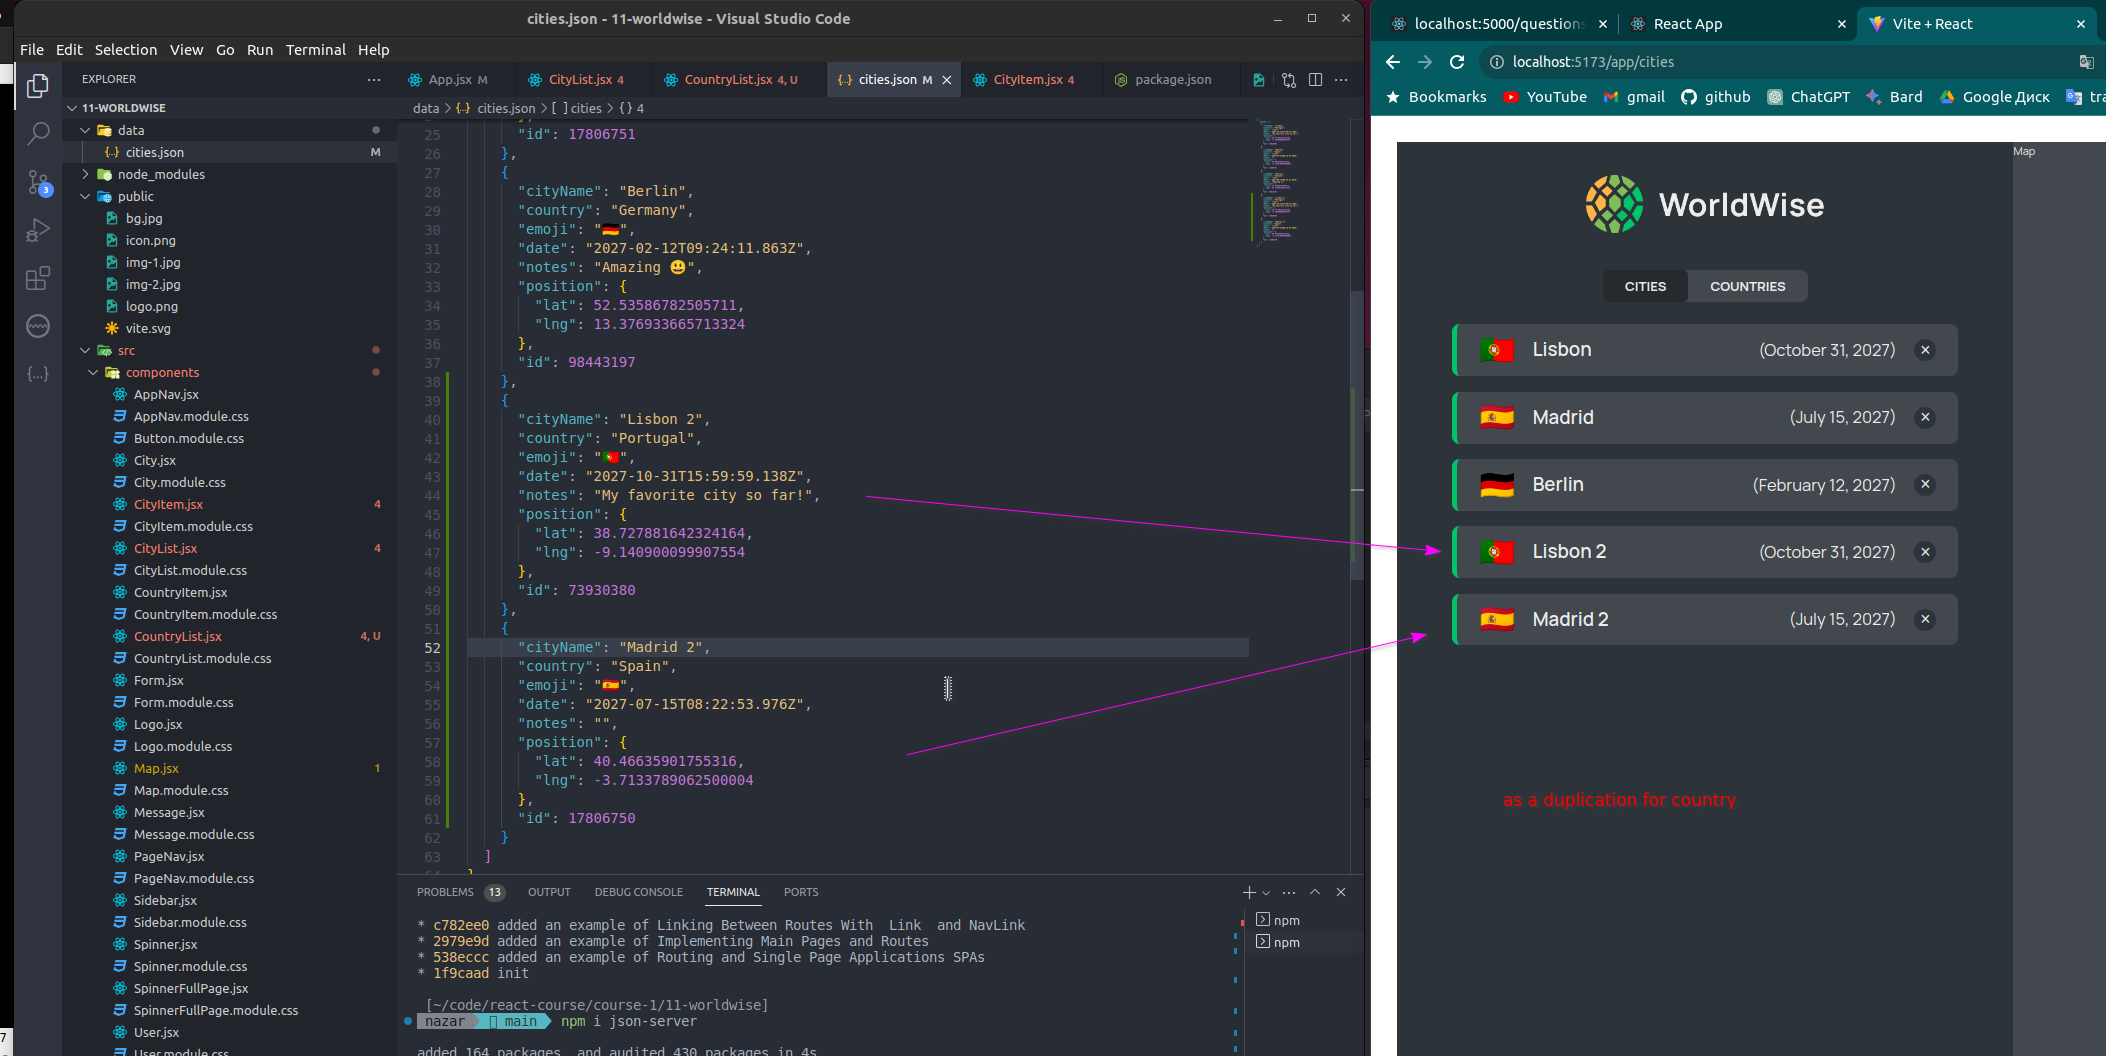 cities.json - 11-worldwise - Visual Studio Code
File Edit Selection View Go Run Terminal Help
EXPLORER
11-WORLDWISE
data
cities.json M
node_modules
public
bg.jpg
icon.png
img-1.jpg
img-2.jpg
logo.png
vite.svg
src
components
AppNav.jsx
AppNav.module.css
Button.module.css
City.jsx
City.module.css
CityItem.jsx 4
CityItem.module.css
CityList.jsx 4
CityList.module.css
CountryItem.jsx
CountryItem.module.css
CountryList.jsx 4, U
CountryList.module.css
Form.jsx
Form.module.css
Logo.jsx
Logo.module.css
Map.jsx 1
Map.module.css
Message.jsx
Message.module.css
PageNav.jsx
PageNav.module.css
Sidebar.jsx
Sidebar.module.css
Spinner.jsx
Spinner.module.css
SpinnerFullPage.jsx
SpinnerFullPage.module.css
User.jsx
User.module.css
3
7
App.jsx M CityList.jsx 4 CountryList.jsx 4, U cities.json M CityItem.jsx 4 package.json
data > cities.json > [ ] cities > { } 4
25 "id": 17806751
26 },
27 {
28 "cityName": "Berlin",
29 "country": "Germany",
30 "emoji": "🇩🇪",
31 "date": "2027-02-12T09:24:11.863Z",
32 "notes": "Amazing 😃",
33 "position": {
34 "lat": 52.53586782505711,
35 "lng": 13.376933665713324
36 },
37 "id": 98443197
38 },
39 {
40 "cityName": "Lisbon 2",
41 "country": "Portugal",
42 "emoji": "🇵🇹",
43 "date": "2027-10-31T15:59:59.138Z",
44 "notes": "My favorite city so far!",
45 "position": {
46 "lat": 38.727881642324164,
47 "lng": -9.140900099907554
48 },
49 "id": 73930380
50 },
51 {
52 "cityName": "Madrid 2",
53 "country": "Spain",
54 "emoji": "🇪🇸",
55 "date": "2027-07-15T08:22:53.976Z",
56 "notes": "",
57 "position": {
58 "lat": 40.46635901755316,
59 "lng": -3.7133789062500004
60 },
61 "id": 17806750
62 }
63 ]
PROBLEMS 13 OUTPUT DEBUG CONSOLE TERMINAL PORTS
* c782ee0 added an example of Linking Between Routes With Link and NavLink
* 2979e9d added an example of Implementing Main Pages and Routes
* 538eccc added an example of Routing and Single Page Applications SPAs
* 1f9caad init
[~/code/react-course/course-1/11-worldwise]
nazar main npm i json-server
added 164 packages, and audited 430 packages in 4s
npm
npm
localhost:5000/questions React App Vite + React
localhost:5173/app/cities
Bookmarks YouTube gmail github ChatGPT Bard Google Диск tra
Map
WorldWise
CITIES COUNTRIES
🇵🇹 Lisbon (October 31, 2027) ×
🇪🇸 Madrid (July 15, 2027) ×
🇩🇪 Berlin (February 12, 2027) ×
🇵🇹 Lisbon 2 (October 31, 2027) ×
🇪🇸 Madrid 2 (July 15, 2027) ×
as a duplication for country